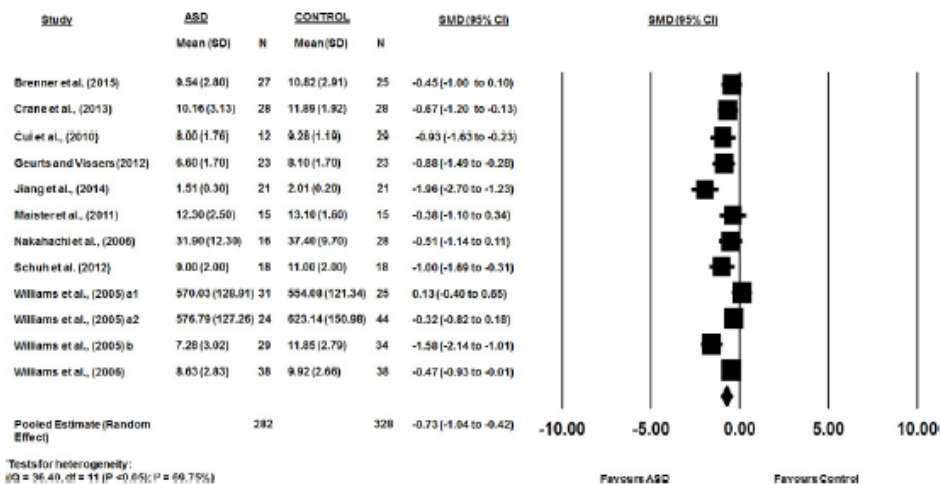 Study ASD CONTROL SMD (95% CI) SMD (95% CI)
Mean (SD) N Mean (SD) N
Brenner et al. (2015) 9.54 (2.80) 27 10.82 (2.91) 25 -0.45 (-1.00 to 0.10)
Crane et al., (2013) 10.16 (3.13) 28 11.89 (1.92) 28 -0.67 (-1.20 to -0.13)
Cui et al., (2010) 8.00 (1.76) 12 9.28 (1.19) 29 -0.93 (-1.63 to -0.23)
Geurts and Vissers (2012) 6.60 (1.70) 23 8.10 (1.70) 23 -0.88 (-1.49 to -0.28)
Jiang et al., (2014) 1.51 (0.30) 21 2.01 (0.20) 21 -1.96 (-2.70 to -1.23)
Maister et al., (2011) 12.30 (2.50) 15 13.10 (1.60) 15 -0.38 (-1.10 to 0.34)
Nakahachi et al., (2006) 31.90 (12.30) 16 37.40 (9.70) 28 -0.51 (-1.14 to 0.11)
Schuh et al. (2012) 9.00 (2.00) 18 11.00 (2.00) 18 -1.00 (-1.69 to -0.31)
Williams et al., (2005) a1 570.03 (128.91) 31 554.08 (121.34) 25 0.13 (-0.40 to 0.65)
Williams et al., (2005) a2 576.79 (127.26) 24 623.14 (150.98) 44 -0.32 (-0.82 to 0.18)
Williams et al., (2005) b 7.28 (3.02) 29 11.85 (2.79) 34 -1.58 (-2.14 to -1.01)
Williams et al., (2006) 8.63 (2.83) 38 9.92 (2.66) 38 -0.47 (-0.93 to -0.01)
Pooled Estimate (Random 282 328 -0.73 (-1.04 to -0.42)
Effect)
-10.00 -5.00 0.00 5.00 10.00
Tests for heterogeneity:
(Q = 36.40, df = 11 (P <0.05); I² = 69.75%)
Favours ASD Favours Control